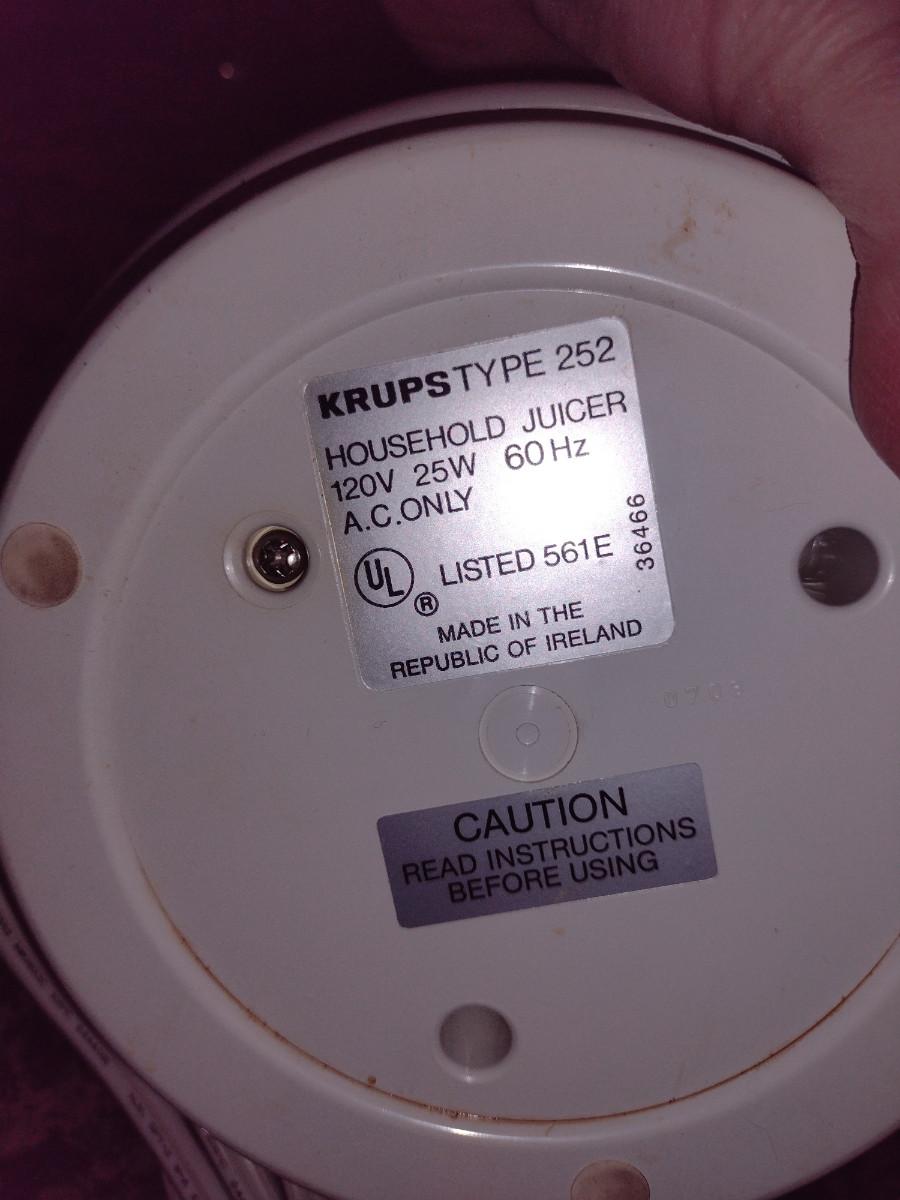 KRUPS TYPE 252
HOUSEHOLD JUICER
120V 25W 60 Hz
A.C. ONLY
UL ® LISTED 561E
36466
MADE IN THE
REPUBLIC OF IRELAND
CAUTION
READ INSTRUCTIONS
BEFORE USING